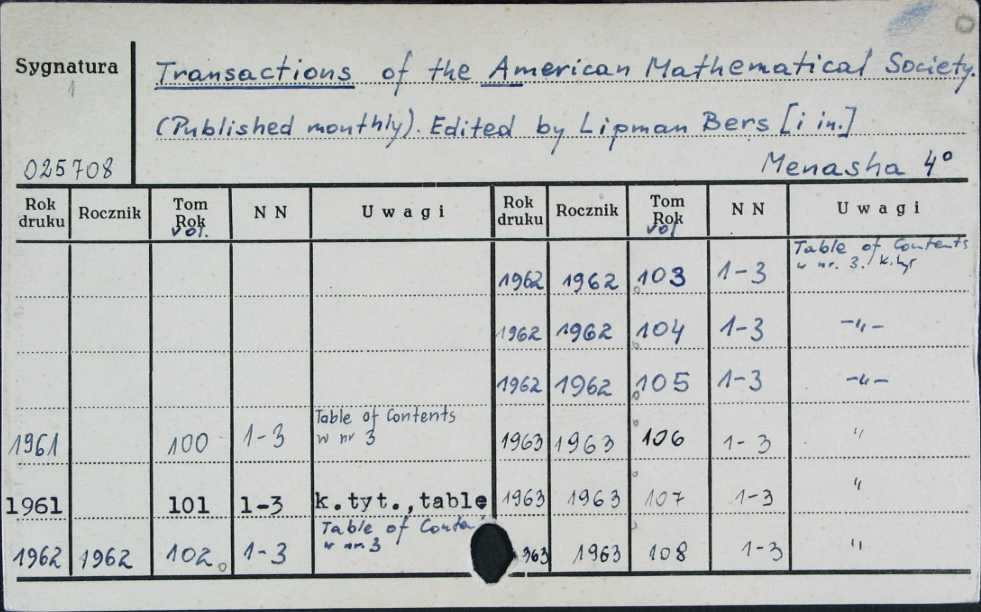 Sygnatura
1
025708
Transactions of the American Mathematical Society.
(Published monthly). Edited by Lipman Bers [i in.]
Menasha 4°
Rok druku Rocznik Tom Rok vol. N N Uwagi Rok druku Rocznik Tom Rok vol N N Uwagi
1962 1962 103 1-3 Table of Contents
w nr. 3. k.tyt
1962 1962 104 1-3 -"-
1962 1962 105 1-3 -"-
1961 100 1-3 Table of Contents
w nr 3
1963 1963 106 1-3 "
1961 101 1-3 k.tyt.,table
1963 1963 107 1-3 "
1962 1962 102 1-3 Table of
w nr. 3
1963 108 1-3 "